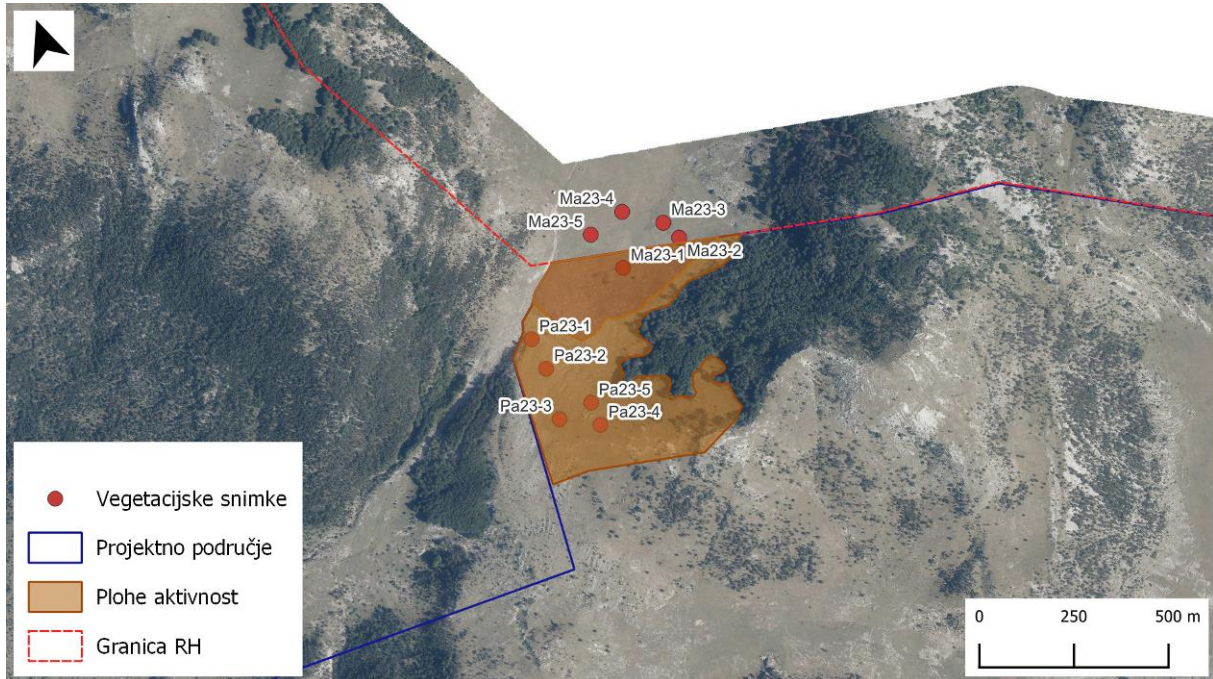 Ma23-4
Ma23-3
Ma23-5
Ma23-2
Ma23-1
Pa23-1
Pa23-2
Pa23-5
Pa23-3
Pa23-4
Vegetacijske snimke
Projektno područje
Plohe aktivnost
Granica RH
0 250 500 m